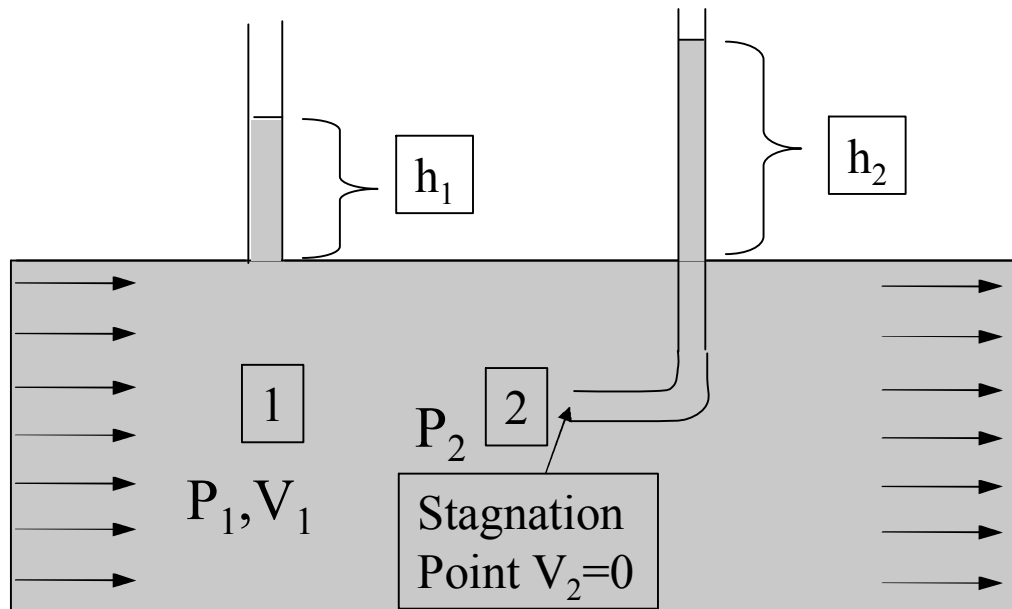 h₁
h₂
1
2
P₂
P₁,V₁
Stagnation
Point V₂=0